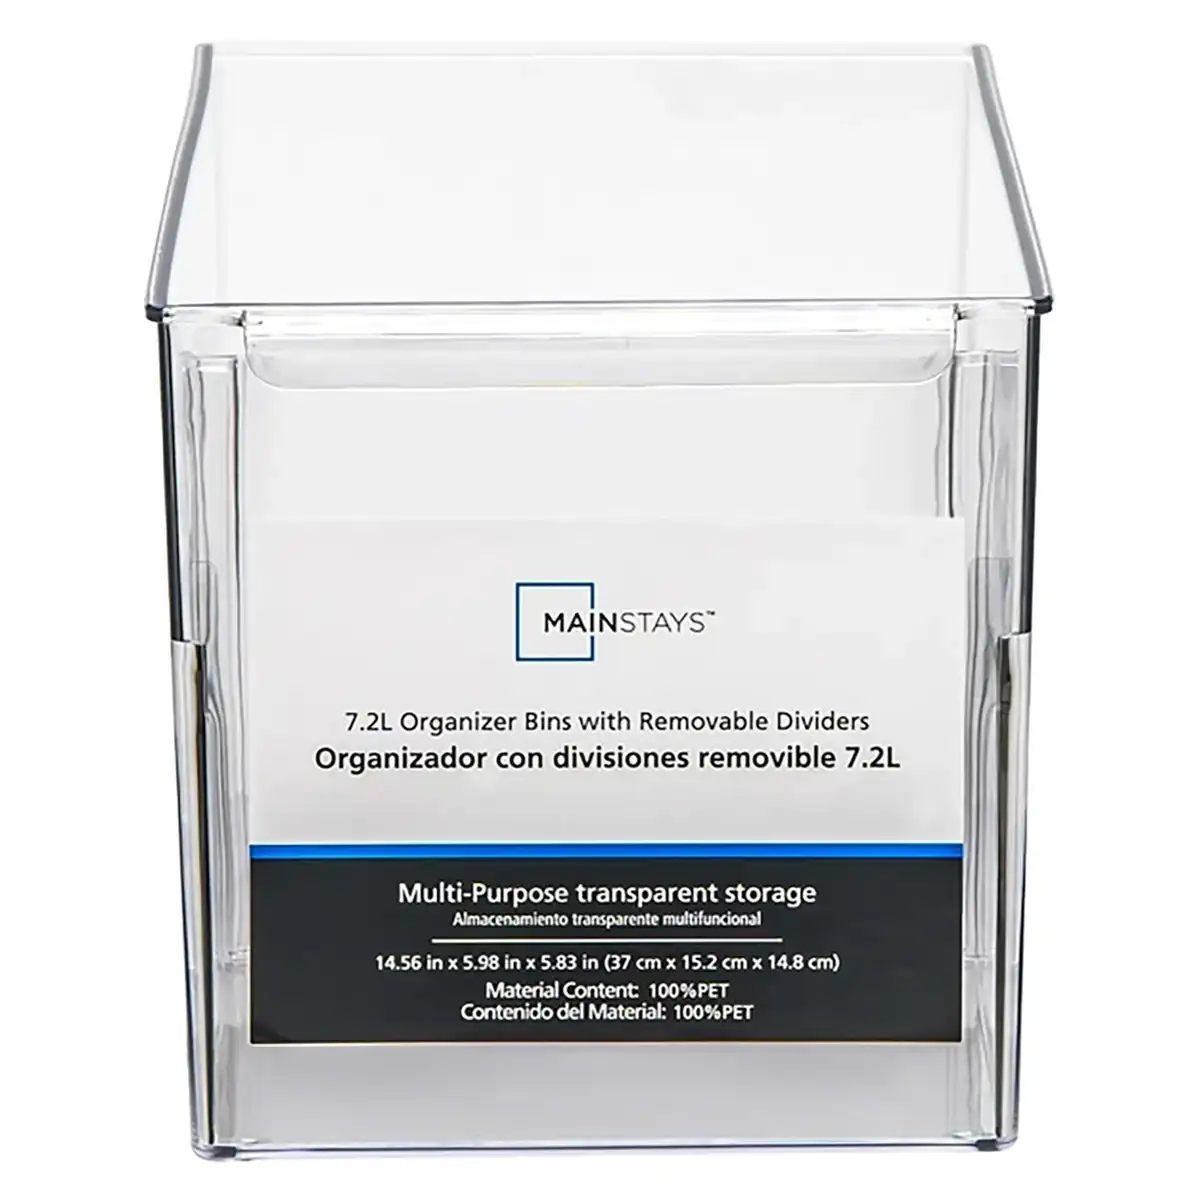 MAINSTAYS™
7.2L Organizer Bins with Removable Dividers
Organizador con divisiones removible 7.2L
Multi-Purpose transparent storage
Almacenamiento transparente multifuncional
14.56 in x 5.98 in x 5.83 in (37 cm x 15.2 cm x 14.8 cm)
Material Content: 100%PET
Contenido del Material: 100%PET